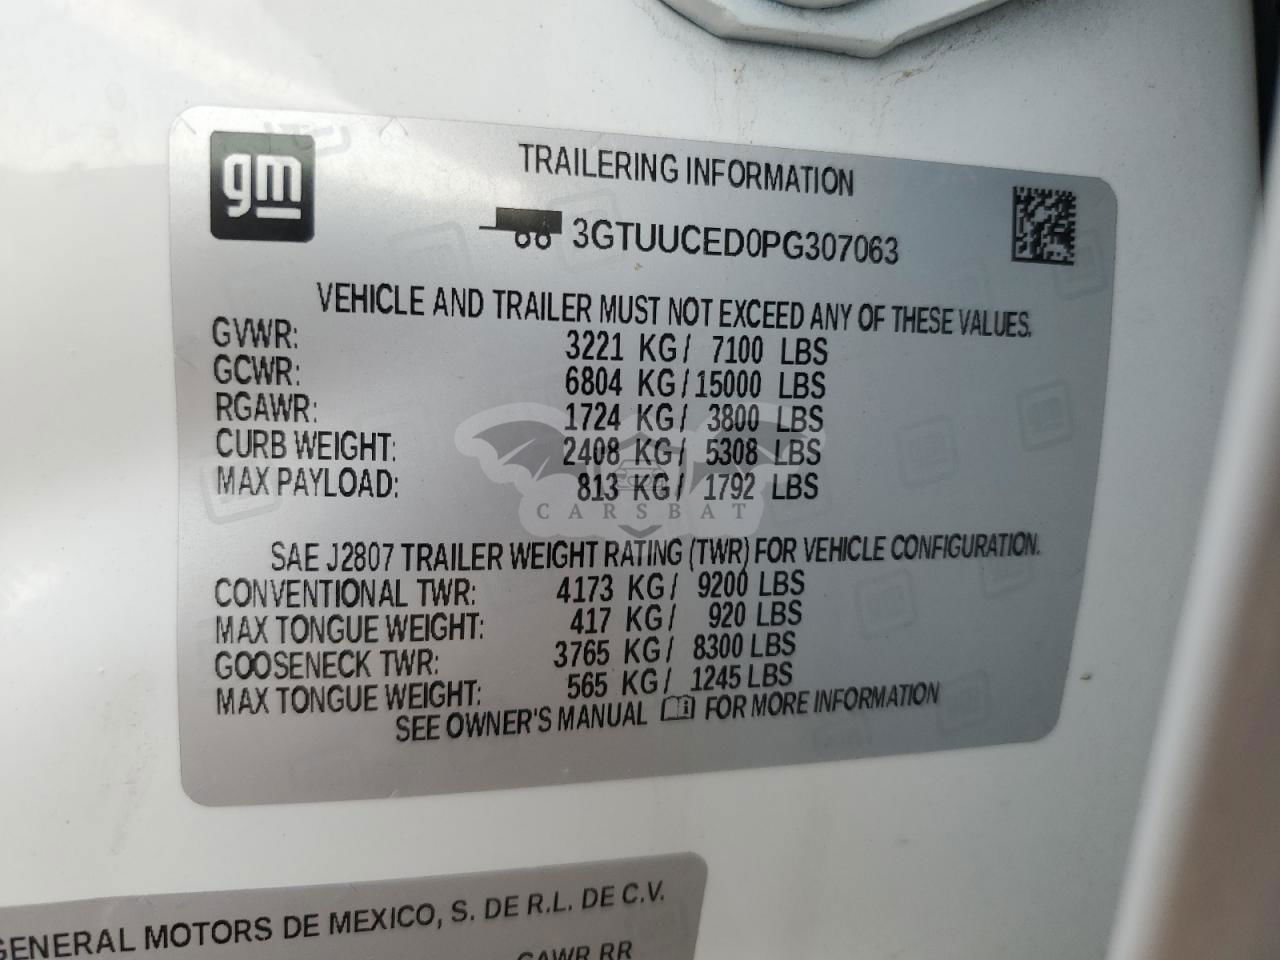 gm
TRAILERING INFORMATION
3GTUUCED0PG307063
VEHICLE AND TRAILER MUST NOT EXCEED ANY OF THESE VALUES.
GVWR: 3221 KG/ 7100 LBS
GCWR: 6804 KG/15000 LBS
RGAWR: 1724 KG/ 3800 LBS
CURB WEIGHT: 2408 KG/ 5308 LBS
MAX PAYLOAD: 813 KG/ 1792 LBS
CARSBAT
SAE J2807 TRAILER WEIGHT RATING (TWR) FOR VEHICLE CONFIGURATION.
CONVENTIONAL TWR: 4173 KG/ 9200 LBS
MAX TONGUE WEIGHT: 417 KG/ 920 LBS
GOOSENECK TWR: 3765 KG/ 8300 LBS
MAX TONGUE WEIGHT: 565 KG/ 1245 LBS
SEE OWNER'S MANUAL FOR MORE INFORMATION
GENERAL MOTORS DE MEXICO, S. DE R.L. DE C.V.
GAWR RR